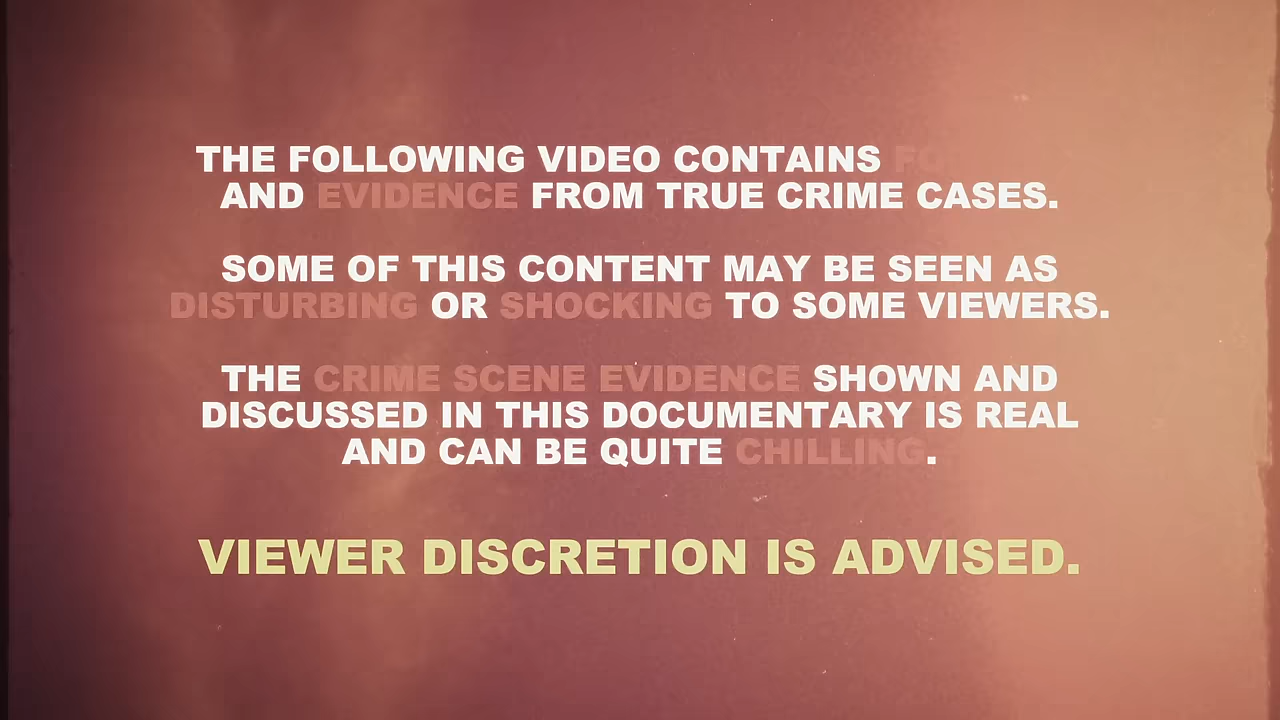 THE FOLLOWING VIDEO CONTAINS
AND EVIDENCE FROM TRUE CRIME CASES.
SOME OF THIS CONTENT MAY BE SEEN AS
DISTURBING OR SHOCKING TO SOME VIEWERS.
THE CRIME SCENE EVIDENCE SHOWN AND
DISCUSSED IN THIS DOCUMENTARY IS REAL
AND CAN BE QUITE CHILLING.
VIEWER DISCRETION IS ADVISED.